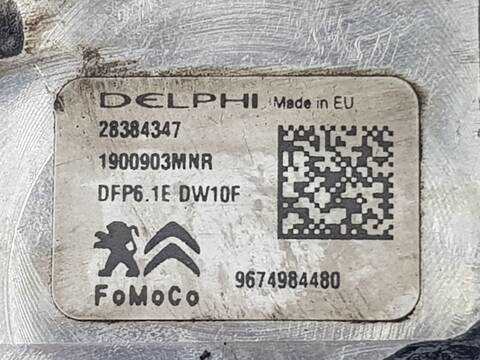 DELPHI Made in EU
28384347
1900903MNR
DFP6.1E DW10F
9674984480
FoMoCo